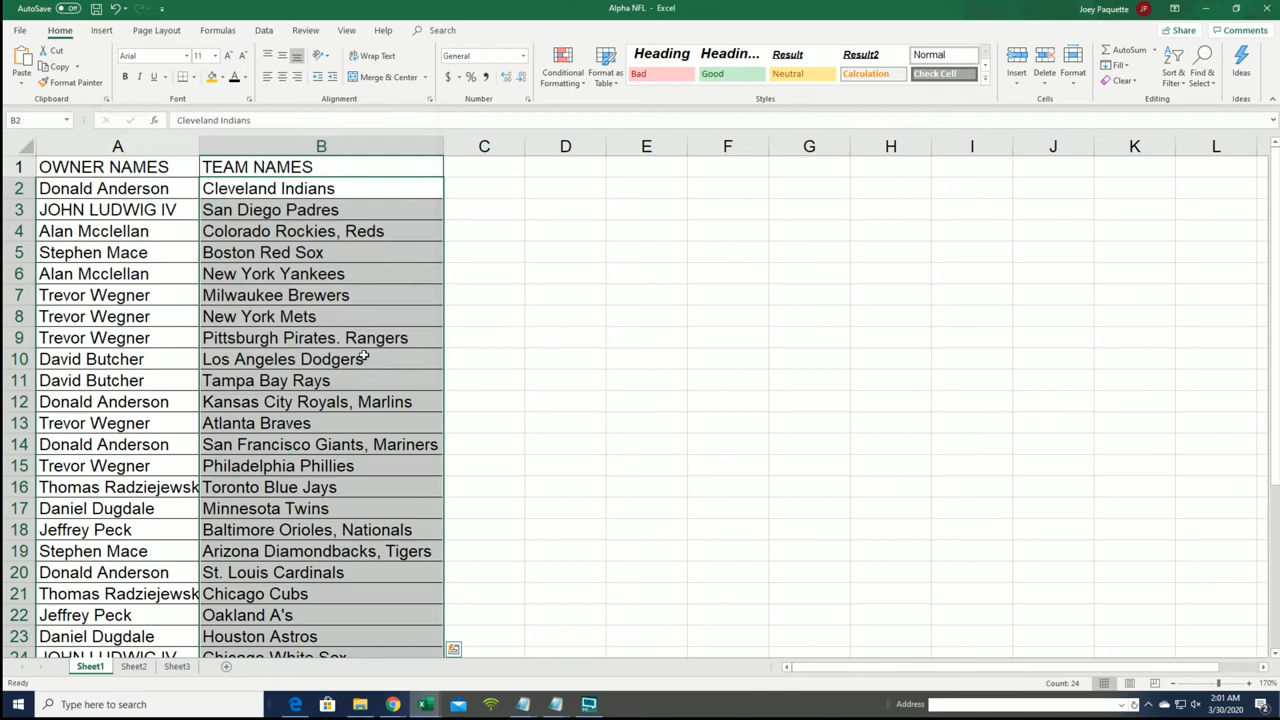 AutoSave Off
Alpha NFL - Excel
Joey Paquette JP
File Home Insert Page Layout Formulas Data Review View Help Search
Share Comments
Paste
Cut
Copy
Format Painter
Clipboard
Arial 11
B I U
Font
Wrap Text
Merge & Center
Alignment
General
$ % ,
Number
Conditional Formatting
Format as Table
Heading Headin... Result Result2 Normal
Bad Good Neutral Calculation Check Cell
Styles
Insert Delete Format
Cells
AutoSum
Fill
Clear
Sort & Filter
Find & Select
Editing
Ideas
Ideas
B2 fx Cleveland Indians
A B C D E F G H I J K L
1 OWNER NAMES TEAM NAMES
2 Donald Anderson Cleveland Indians
3 JOHN LUDWIG IV San Diego Padres
4 Alan Mcclellan Colorado Rockies, Reds
5 Stephen Mace Boston Red Sox
6 Alan Mcclellan New York Yankees
7 Trevor Wegner Milwaukee Brewers
8 Trevor Wegner New York Mets
9 Trevor Wegner Pittsburgh Pirates. Rangers
10 David Butcher Los Angeles Dodgers
11 David Butcher Tampa Bay Rays
12 Donald Anderson Kansas City Royals, Marlins
13 Trevor Wegner Atlanta Braves
14 Donald Anderson San Francisco Giants, Mariners
15 Trevor Wegner Philadelphia Phillies
16 Thomas Radziejewsk Toronto Blue Jays
17 Daniel Dugdale Minnesota Twins
18 Jeffrey Peck Baltimore Orioles, Nationals
19 Stephen Mace Arizona Diamondbacks, Tigers
20 Donald Anderson St. Louis Cardinals
21 Thomas Radziejewsk Chicago Cubs
22 Jeffrey Peck Oakland A's
23 Daniel Dugdale Houston Astros
24 JOHN LUDWIG IV Chicago White Sox
Sheet1 Sheet2 Sheet3
Ready
Count: 24
170%
Type here to search
Address
2:01 AM
3/30/2020
2